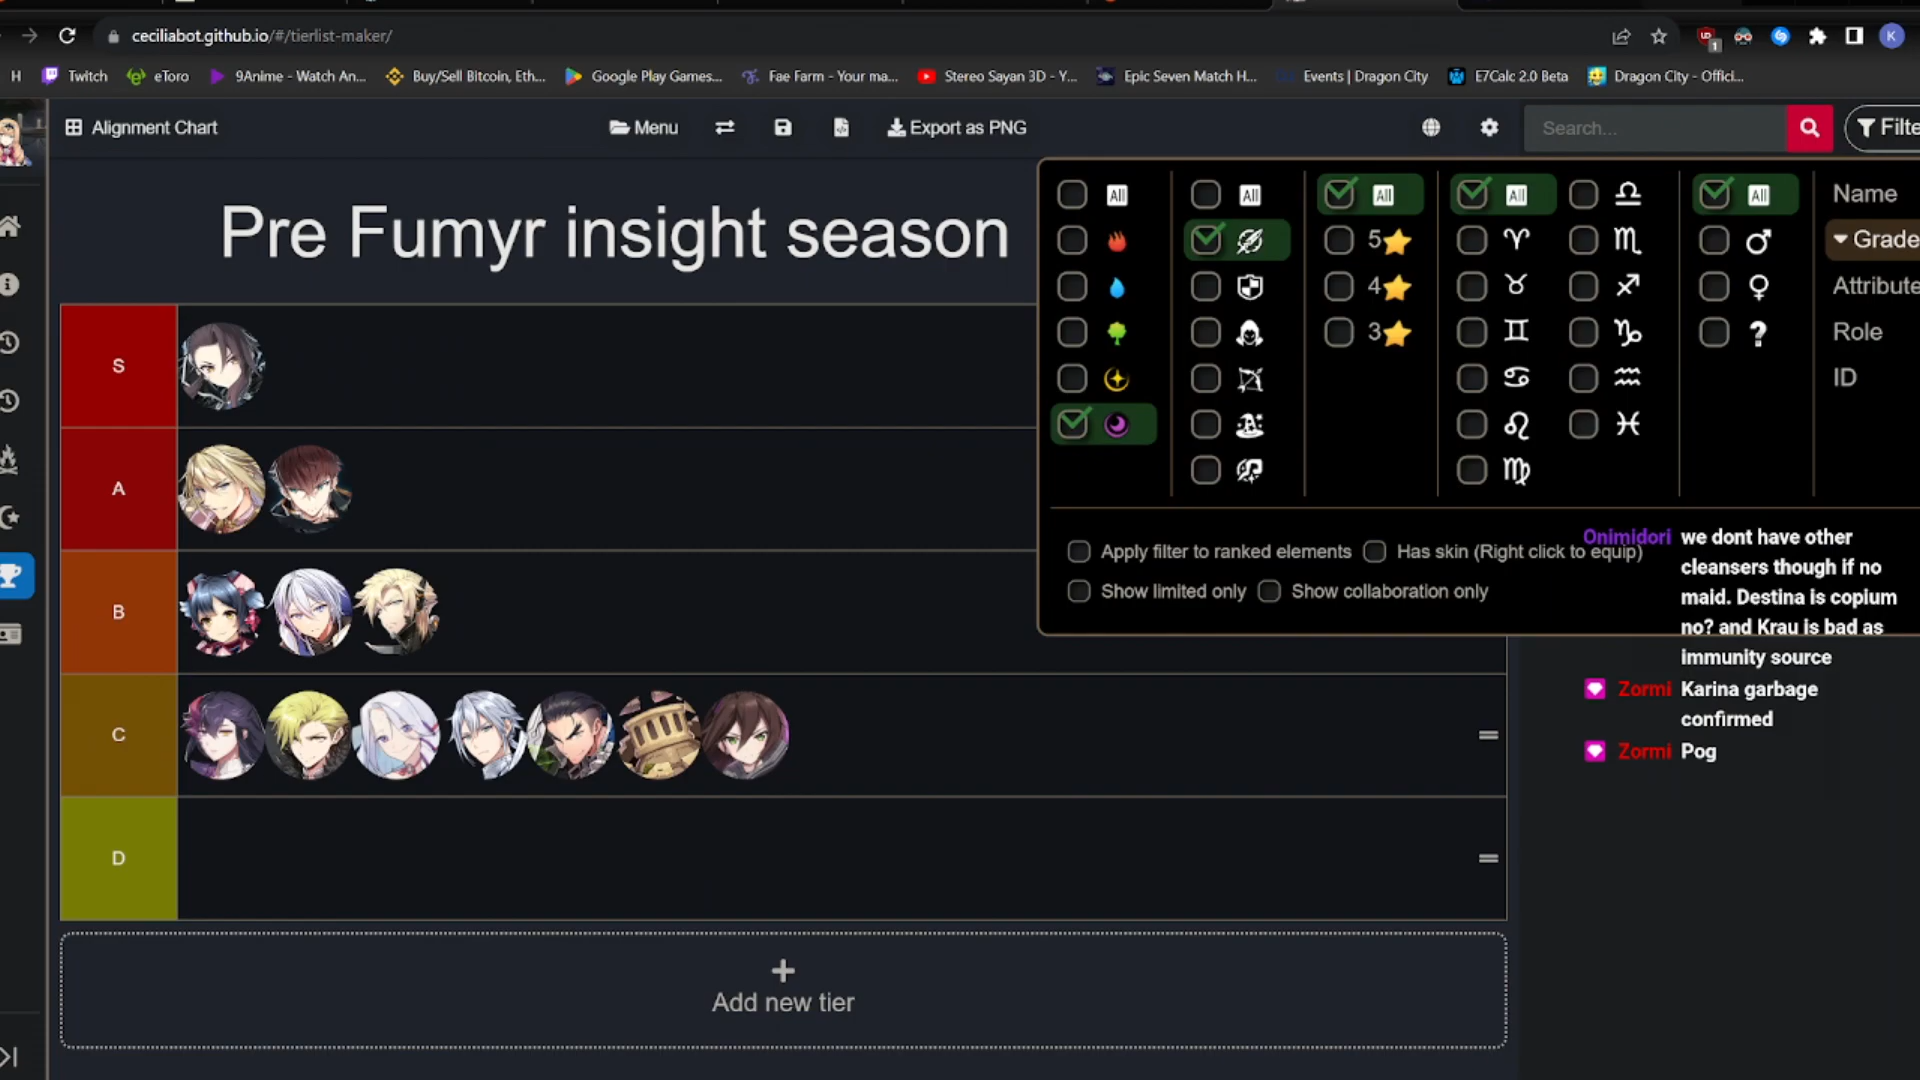 ceciliabot.github.io/#/tierlist-maker/
1
K
H
Twitch
eToro
9Anime - Watch An...
Buy/Sell Bitcoin, Eth...
Google Play Games...
Fae Farm - Your ma...
Stereo Sayan 3D - Y...
Epic Seven Match H...
Events | Dragon City
E7Calc 2.0 Beta
Dragon City - Offici...
Alignment Chart
Menu
Export as PNG
Search...
Filte
Pre Fumyr insight season
All
All
All
All
All
5
4
3
Name
Grade
Attribute
Role
ID
Apply filter to ranked elements
Has skin (Right click to equip)
Show limited only
Show collaboration only
Onimidori we dont have other
cleansers though if no
maid. Destina is copium
no? and Krau is bad as
immunity source
Zormi Karina garbage
confirmed
Zormi Pog
S
A
B
C
D
Add new tier